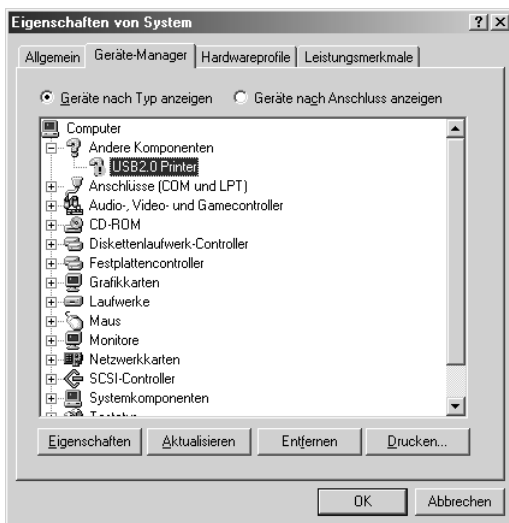 Eigenschaften von System
Allgemein Geräte-Manager Hardwareprofile Leistungsmerkmale
Geräte nach Typ anzeigen Geräte nach Anschluss anzeigen
Computer
Andere Komponenten
USB2.0 Printer
Anschlüsse (COM und LPT)
Audio-, Video- und Gamecontroller
CD-ROM
Diskettenlaufwerk-Controller
Festplattencontroller
Grafikkarten
Laufwerke
Maus
Monitore
Netzwerkkarten
SCSI-Controller
Systemkomponenten
Eigenschaften Aktualisieren Entfernen Drucken...
OK Abbrechen